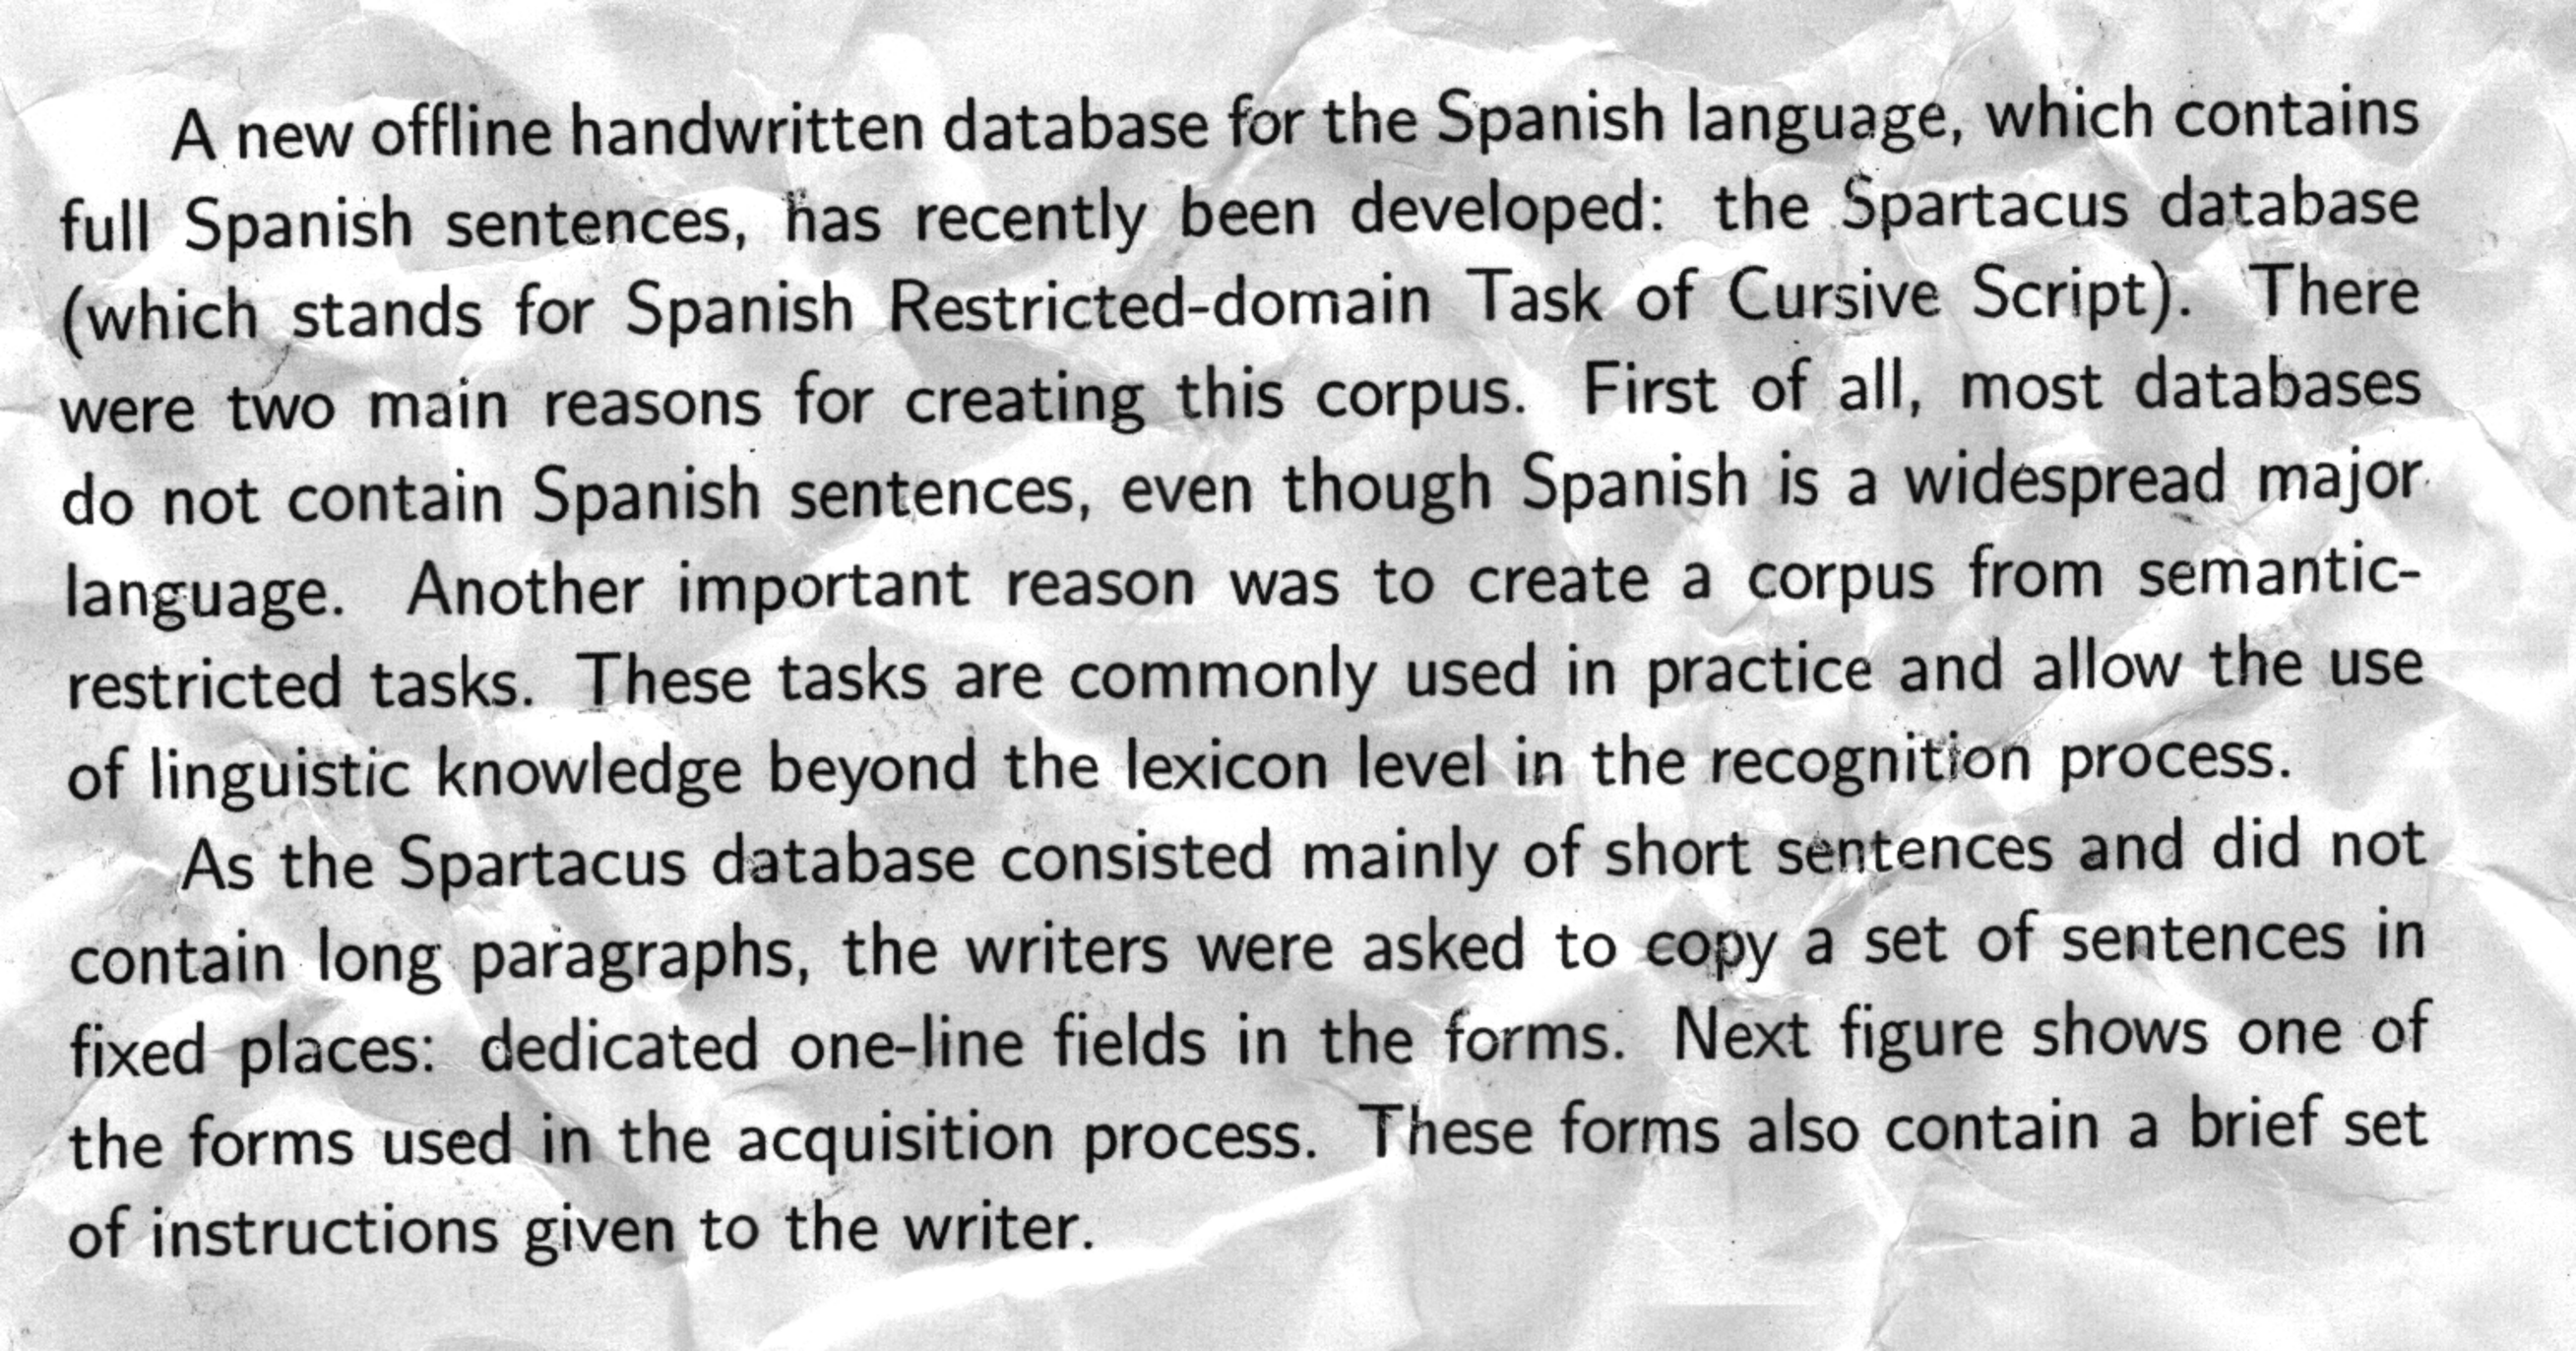 A new offline handwritten database for the Spanish language, which contains
full Spanish sentences, has recently been developed: the Spartacus database
(which stands for Spanish Restricted-domain Task of Cursive Script). There
were two main reasons for creating this corpus. First of all, most databases
do not contain Spanish sentences, even though Spanish is a widespread major
language. Another important reason was to create a corpus from semantic-
restricted tasks. These tasks are commonly used in practice and allow the use
of linguistic knowledge beyond the lexicon level in the recognition process.
As the Spartacus database consisted mainly of short sentences and did not
contain long paragraphs, the writers were asked to copy a set of sentences in
fixed places: dedicated one-line fields in the forms. Next figure shows one of
the forms used in the acquisition process. These forms also contain a brief set
of instructions given to the writer.